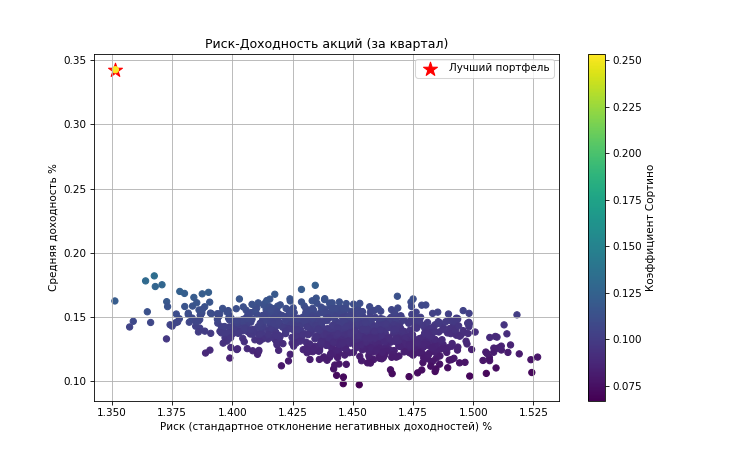 Риск-Доходность акций (за квартал)
Лучший портфель
0.35
0.30
0.25
0.20
0.15
0.10
Средняя доходность %
1.350 1.375 1.400 1.425 1.450 1.475 1.500 1.525
Риск (стандартное отклонение негативных доходностей) %
0.250
0.225
0.200
0.175
0.150
0.125
0.100
0.075
Коэффициент Сортино